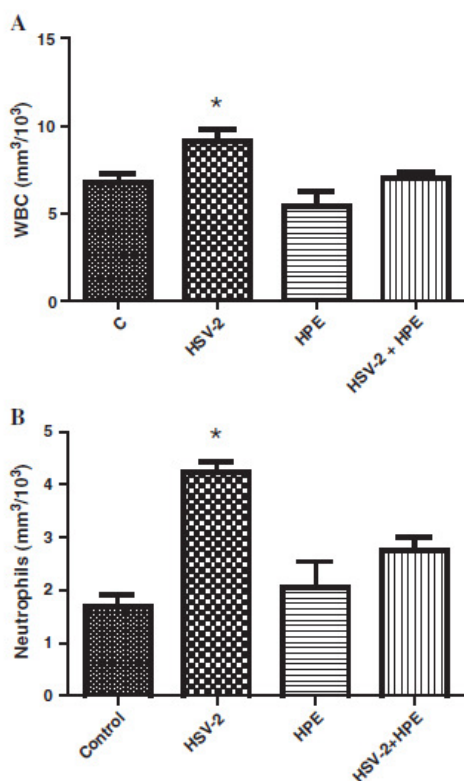 A
15
10
5
0
WBC (mm³/10³)
*
C
HSV-2
HPE
HSV-2 + HPE
B
5
4
3
2
1
0
Neutrophils (mm³/10³)
*
Control
HSV-2
HPE
HSV-2+HPE